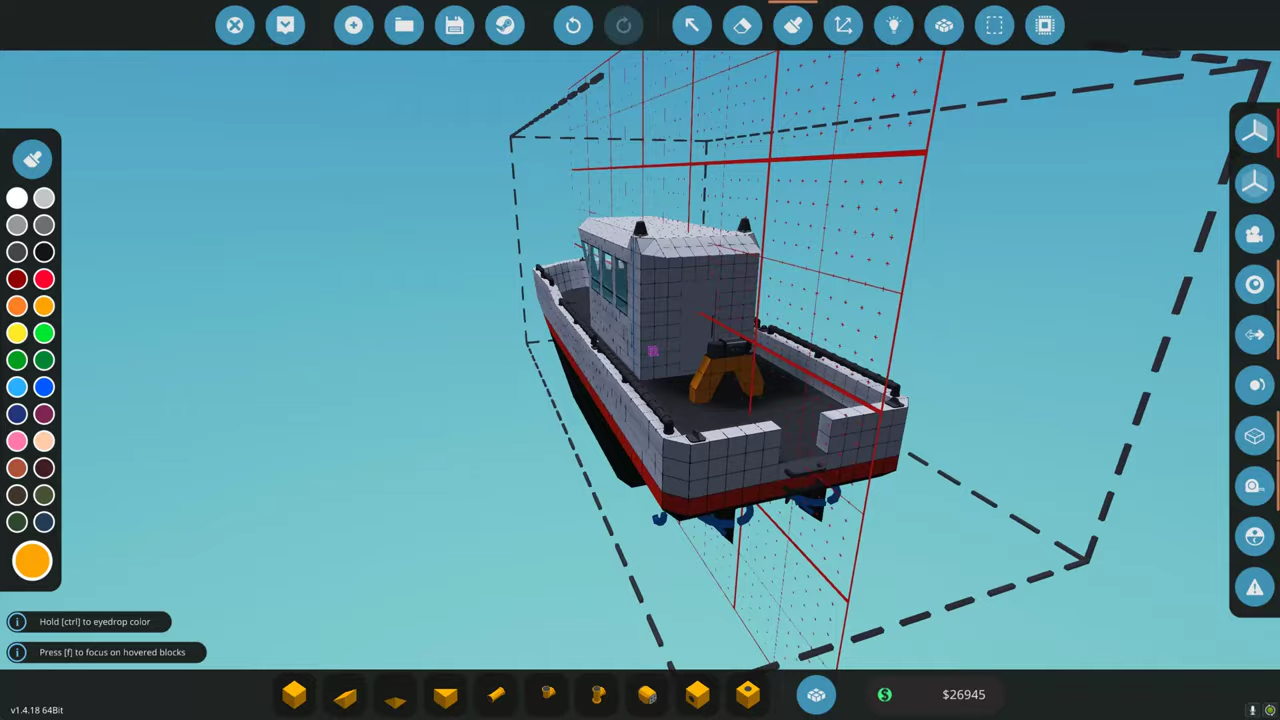 Hold [ctrl] to eyedrop color
Press [f] to focus on hovered blocks
$26945
v1.4.18 64Bit